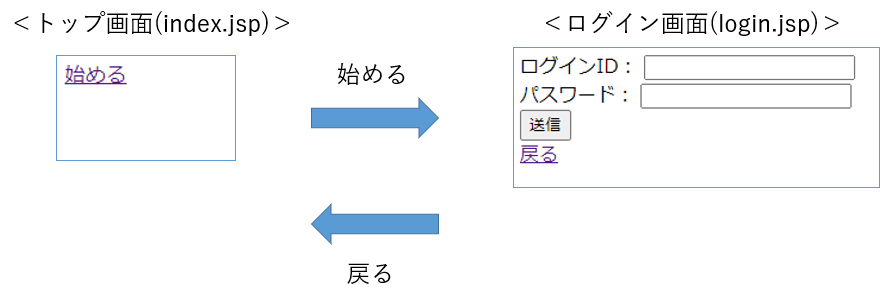 ＜トップ画面(index.jsp)＞
始める
始める
戻る
＜ログイン画面(login.jsp)＞
ログインID：
パスワード：
送信
戻る